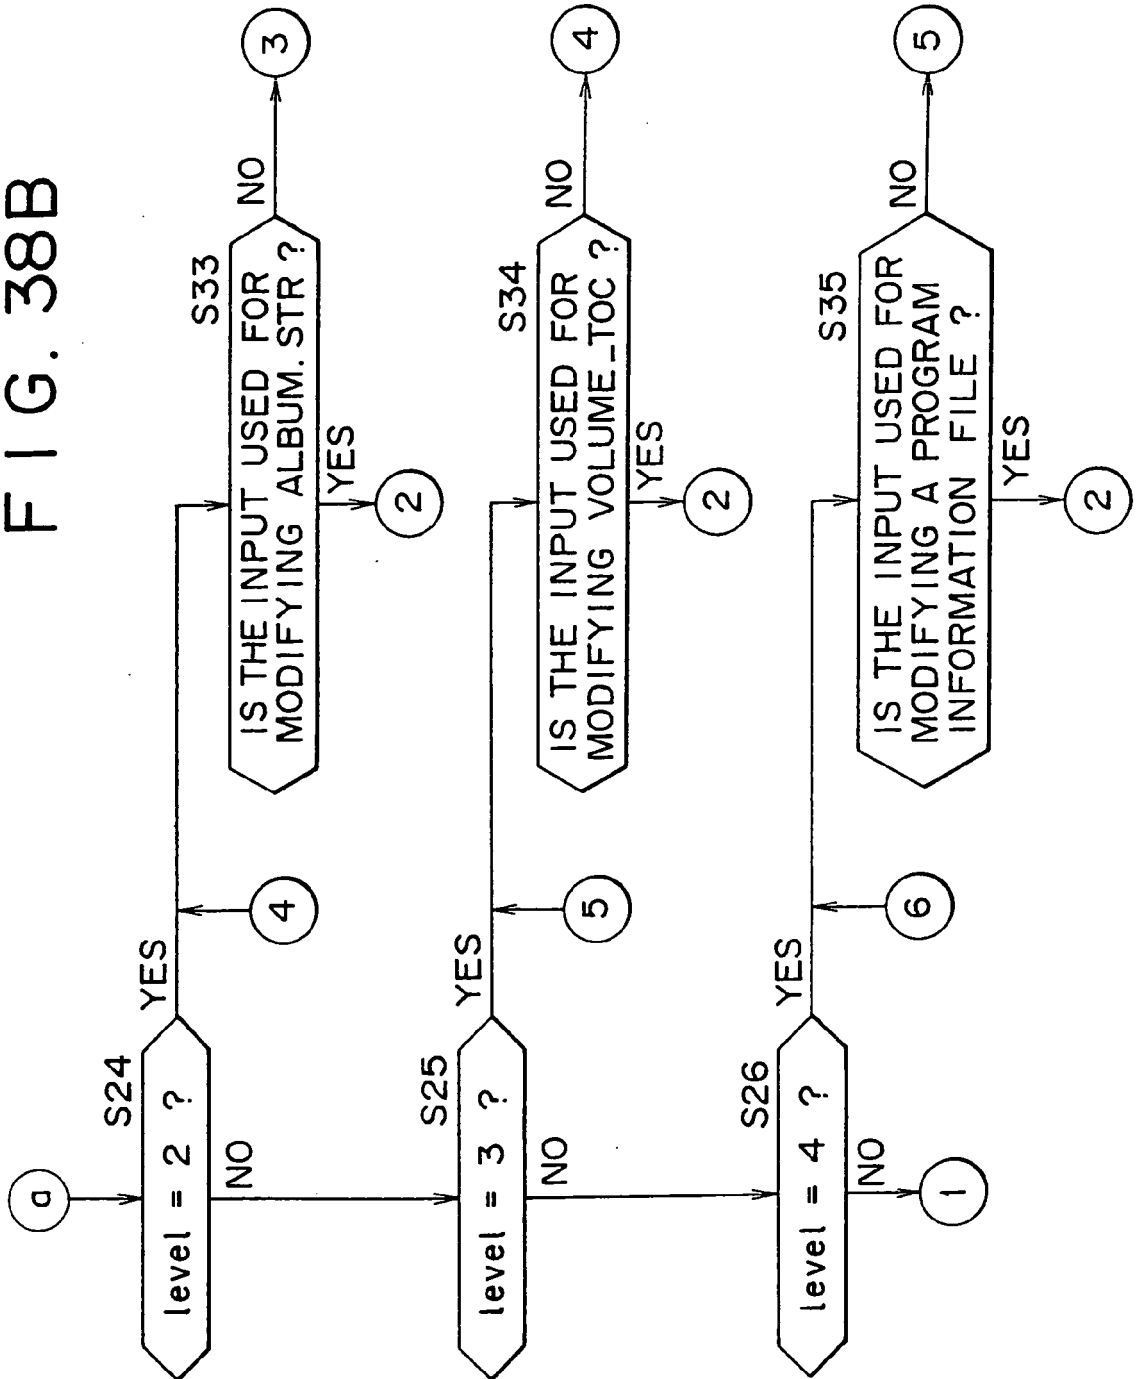 FIG. 38B
a
S24
level = 2 ?
YES
NO
4
S33
IS THE INPUT USED FOR
MODIFYING ALBUM.STR ?
NO
3
YES
2
S25
level = 3 ?
YES
NO
5
S34
IS THE INPUT USED FOR
MODIFYING VOLUME_TOC ?
NO
4
YES
2
S26
level = 4 ?
YES
NO
1
6
S35
IS THE INPUT USED FOR
MODIFYING A PROGRAM
INFORMATION FILE ?
NO
5
YES
2